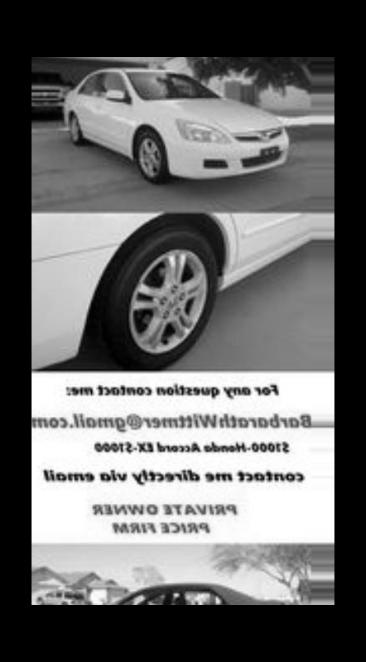 For any question contact me:
BarbarathWittmer@gmail.com
$1000-Honda Accord EX-$1000
contact me directly via email
PRIVATE OWNER
PRICE FIRM